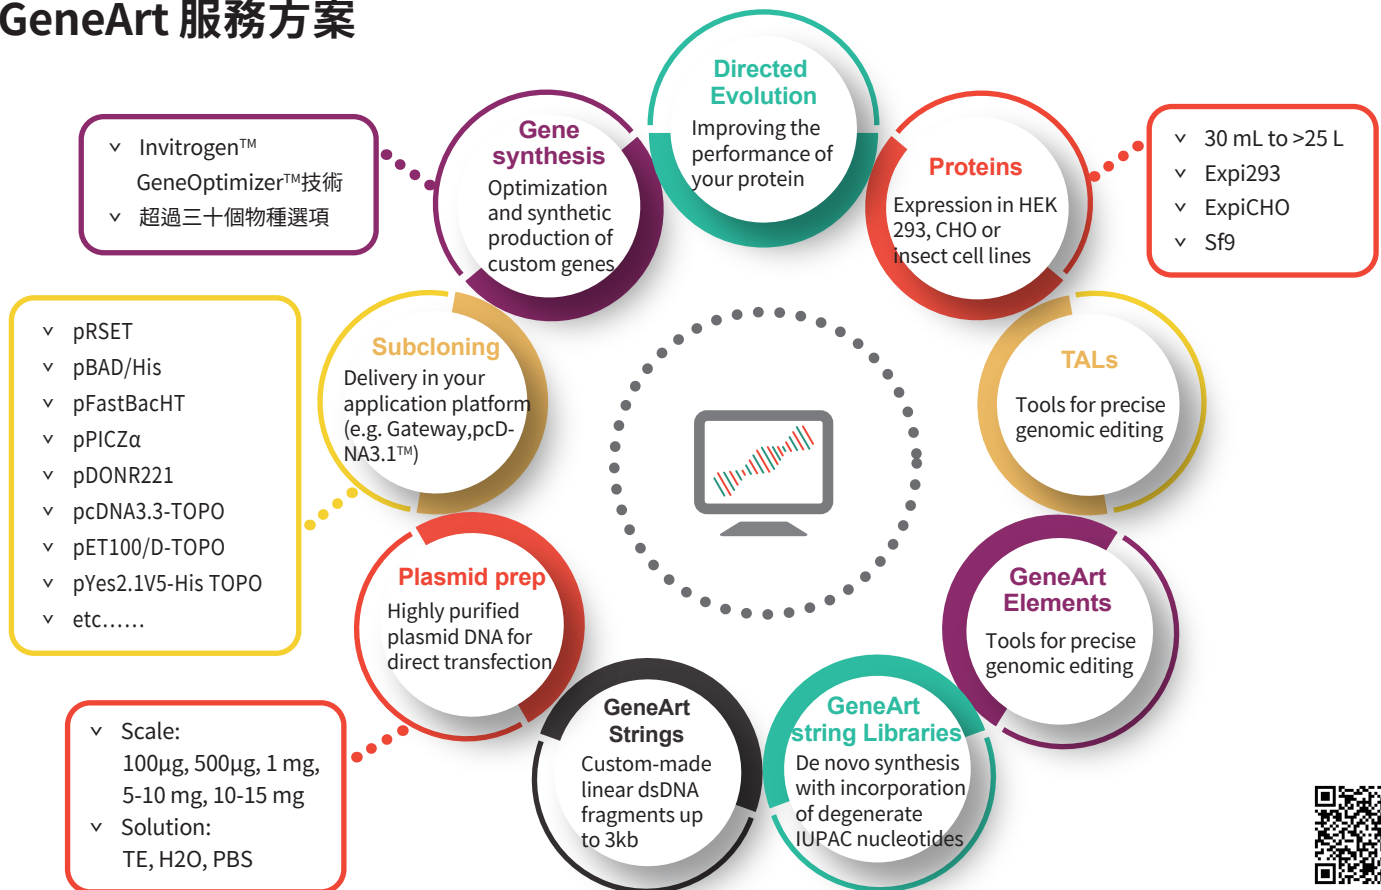 GeneArt 服務方案
Directed
Evolution
Improving the
performance of
your protein
Gene
synthesis
Optimization
and synthetic
production of
custom genes
Invitrogen™
GeneOptimizer™技術
超過三十個物種選項
Proteins
Expression in HEK
293, CHO or
insect cell lines
30 mL to >25 L
Expi293
ExpiCHO
Sf9
Subcloning
Delivery in your
application platform
(e.g. Gateway,pcD-
NA3.1™)
pRSET
pBAD/His
pFastBacHT
pPICZα
pDONR221
pcDNA3.3-TOPO
pET100/D-TOPO
pYes2.1V5-His TOPO
etc......
TALs
Tools for precise
genomic editing
Plasmid prep
Highly purified
plasmid DNA for
direct transfection
Scale:
100µg, 500µg, 1 mg,
5-10 mg, 10-15 mg
Solution:
TE, H2O, PBS
GeneArt
Elements
Tools for precise
genomic editing
GeneArt
Strings
Custom-made
linear dsDNA
fragments up
to 3kb
GeneArt
string Libraries
De novo synthesis
with incorporation
of degenerate
IUPAC nucleotides